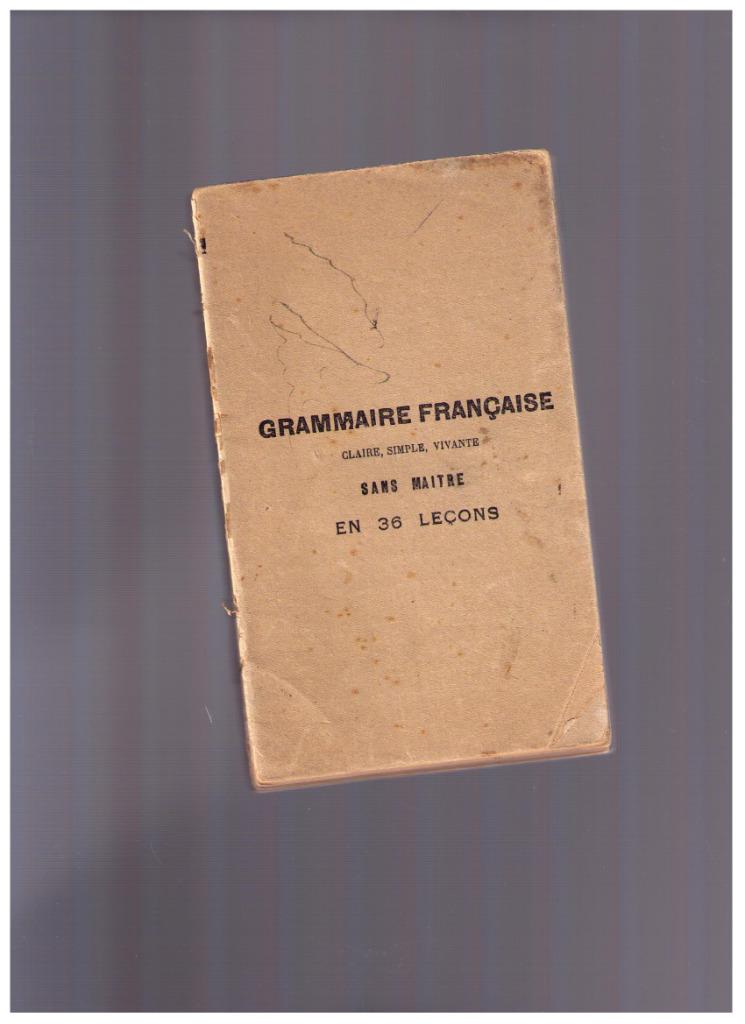 GRAMMAIRE FRANÇAISE
CLAIRE, SIMPLE, VIVANTE
SANS MAITRE
EN 36 LEÇONS